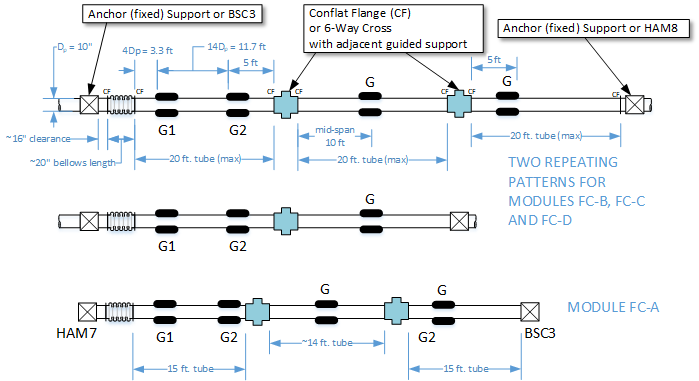 Anchor (fixed) Support or BSC3
Conflat Flange (CF)
or 6-Way Cross
with adjacent guided support
Anchor (fixed) Support or HAM8
Dp = 10"
4Dp = 3.3 ft
14Dp = 11.7 ft
5 ft
5 ft
CF
CF
CF
CF
CF
CF
CF
G
G
G1
G2
~16" clearance
~20" bellows length
mid-span
10 ft
20 ft. tube (max)
20 ft. tube (max)
20 ft. tube (max)
TWO REPEATING
PATTERNS FOR
MODULES FC-B, FC-C
AND FC-D
G
G1
G2
G
G
MODULE FC-A
HAM7
G1
G2
G2
BSC3
15 ft. tube
~14 ft. tube
15 ft. tube